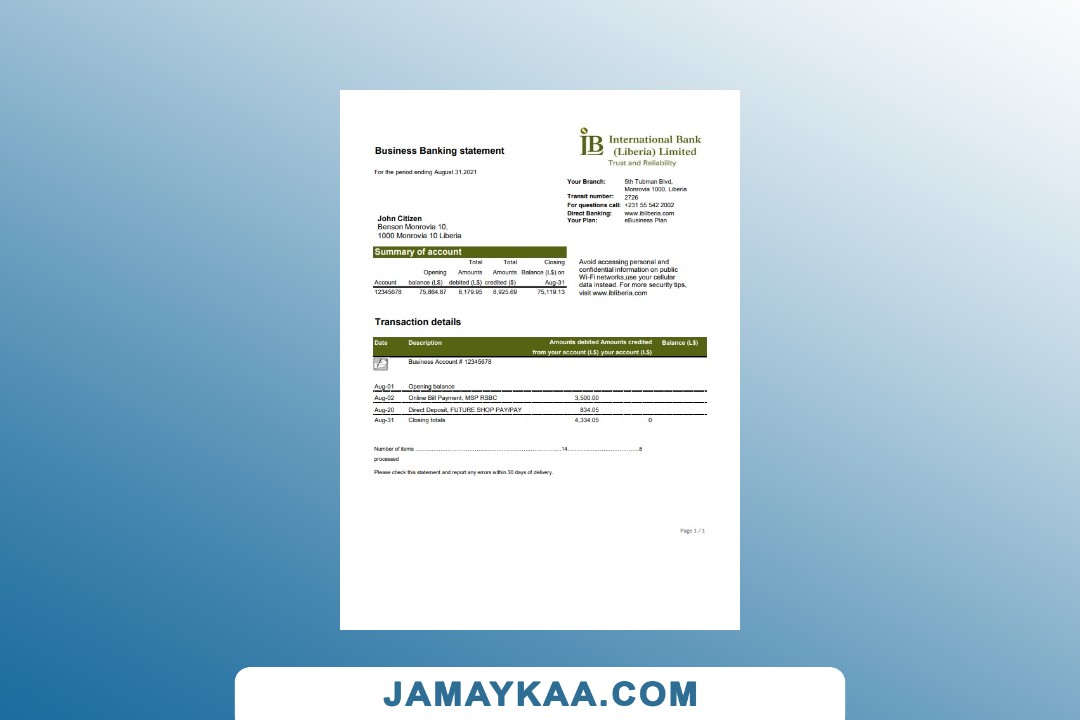 International Bank
(Liberia) Limited
Trust and Reliability
Business Banking statement
For the period ending August 31,2021
Your Branch: 5th Tubman Blvd,
Monrovia 1000, Liberia
Transit number: 2726
For questions call: +231 55 542 2002
Direct Banking: www.ibliberia.com
Your Plan: eBusiness Plan
John Citizen
Benson Monrovia 10,
1000 Monrovia 10 Liberia
Summary of account
Total Total Closing
Opening Amounts Amounts Balance (L$) on
Account balance (L$) debited (L$) credited ($) Aug-31
12345678 75,864.87 8,179.95 8,925.69 75,119.13
Avoid accessing personal and
confidential information on public
Wi-Fi networks,use your cellular
data instead. For more security tips,
visit www.ibliberia.com
Transaction details
Date Description Amounts debited Amounts credited Balance (L$)
from your account (L$) your account (L$)
Business Account # 12345678
Aug-01 Opening balance
Aug-02 Online Bill Payment, MSP RSBC 3,500.00
Aug-20 Direct Deposit, FUTURE SHOP PAY/PAY 834.05
Aug-31 Closing totals 4,334.05 0
Number of items ................14................8
processed
Please check this statement and report any errors within 30 days of delivery.
Page 1 / 1
JAMAYKAA.COM